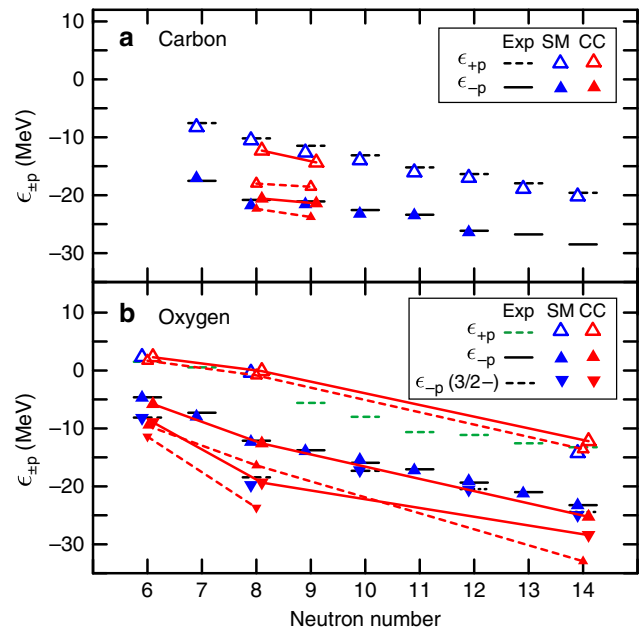 a Carbon
Exp SM CC
ϵ+p
ϵ−p
10
0
−10
−20
−30
ϵ±p (MeV)
b Oxygen
Exp SM CC
ϵ+p
ϵ−p
ϵ−p (3/2−)
10
0
−10
−20
−30
ϵ±p (MeV)
6 7 8 9 10 11 12 13 14
Neutron number